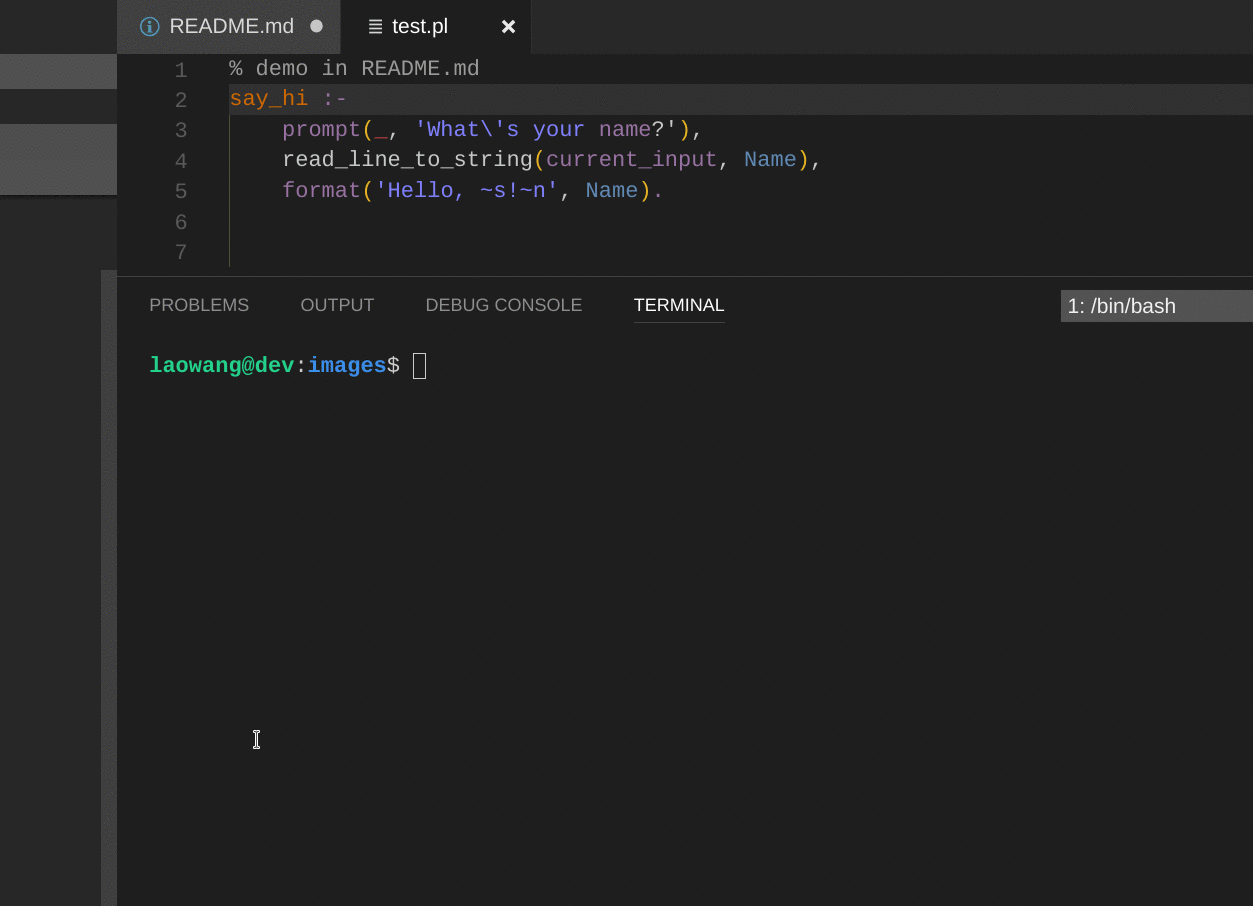 README.md
test.pl
1 % demo in README.md
2 say_hi :-
3     prompt(_, 'What\'s your name?'),
4     read_line_to_string(current_input, Name),
5     format('Hello, ~s!~n', Name).
6
7
PROBLEMS OUTPUT DEBUG CONSOLE TERMINAL 1: /bin/bash
laowang@dev:images$